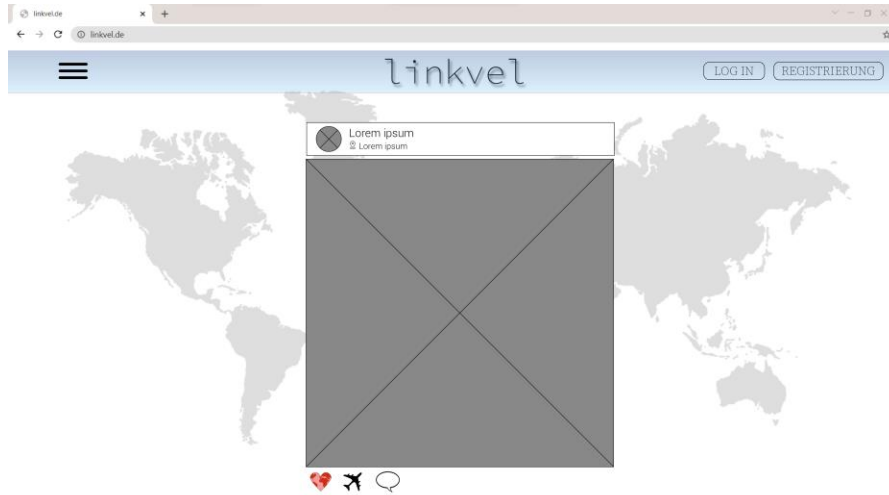 linkvel.de
linkvel.de
linkvel
LOG IN
REGISTRIERUNG
Lorem ipsum
Lorem ipsum